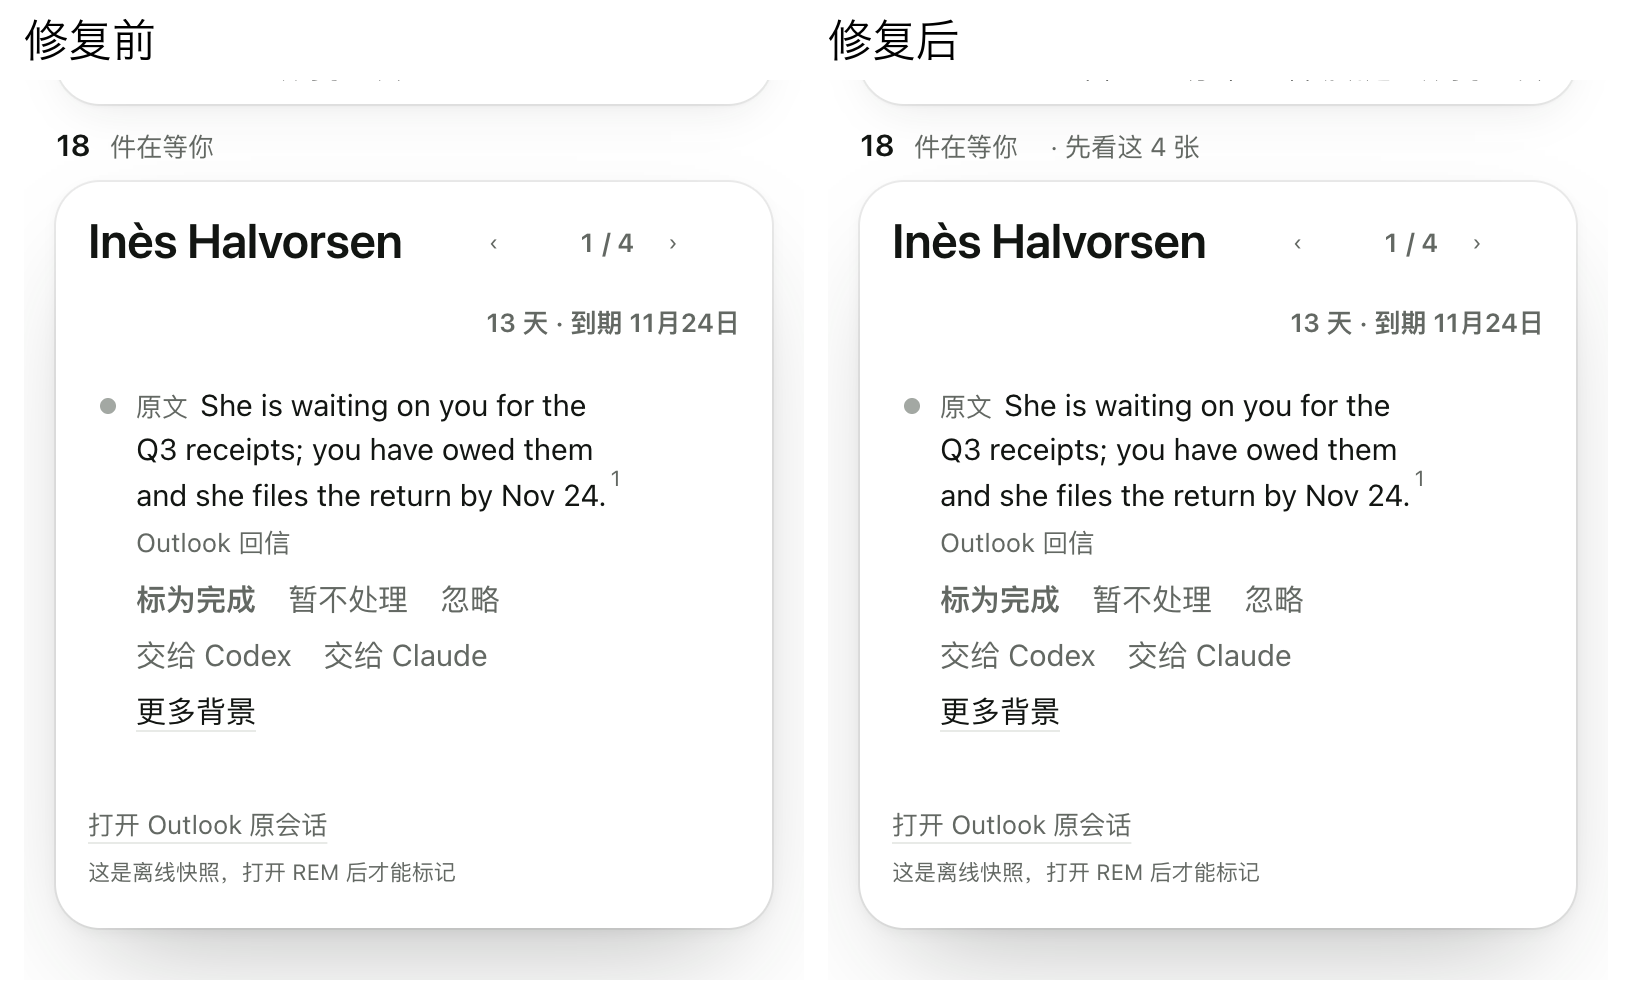 修复前
18 件在等你
Inès Halvorsen ‹ 1 / 4 ›
13 天 · 到期 11月24日
原文 She is waiting on you for the
Q3 receipts; you have owed them
and she files the return by Nov 24. 1
Outlook 回信
标为完成 暂不处理 忽略
交给 Codex 交给 Claude
更多背景
打开 Outlook 原会话
这是离线快照，打开 REM 后才能标记
修复后
18 件在等你 · 先看这 4 张
Inès Halvorsen ‹ 1 / 4 ›
13 天 · 到期 11月24日
原文 She is waiting on you for the
Q3 receipts; you have owed them
and she files the return by Nov 24. 1
Outlook 回信
标为完成 暂不处理 忽略
交给 Codex 交给 Claude
更多背景
打开 Outlook 原会话
这是离线快照，打开 REM 后才能标记